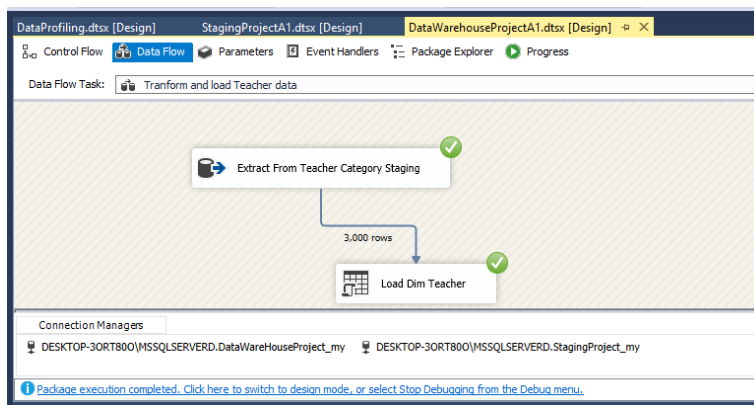 DataProfiling.dtsx [Design] StagingProjectA1.dtsx [Design] DataWarehouseProjectA1.dtsx [Design]
Control Flow Data Flow Parameters Event Handlers Package Explorer Progress
Data Flow Task: Tranform and load Teacher data
Extract From Teacher Category Staging
3,000 rows
Load Dim Teacher
Connection Managers
DESKTOP-3ORT80O\MSSQLSERVERD.DataWareHouseProject_my DESKTOP-3ORT80O\MSSQLSERVERD.StagingProject_my
Package execution completed. Click here to switch to design mode, or select Stop Debugging from the Debug menu.